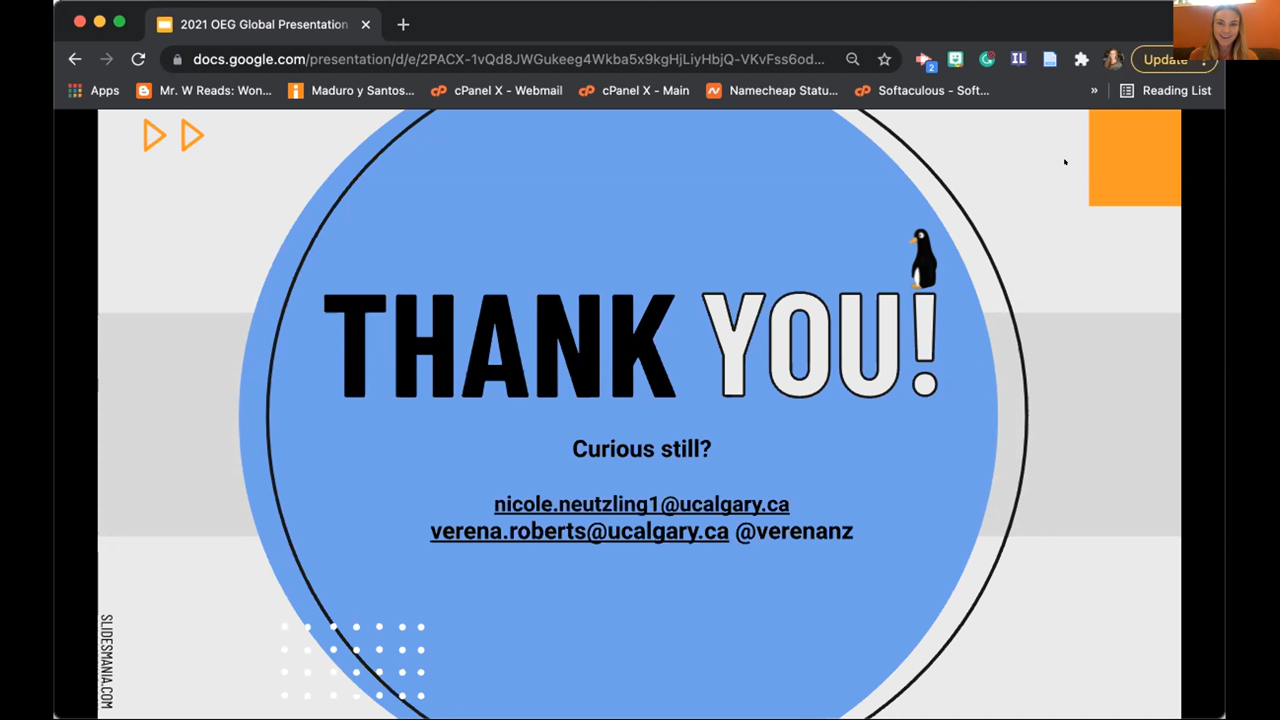 2021 OEG Global Presentation
docs.google.com/presentation/d/e/2PACX-1vQd8JWGukeeg4Wkba5x9kgHjLiyHbjQ-VKvFss6od...
2
IL
Update
Apps
Mr. W Reads: Won...
Maduro y Santos...
cPanel X - Webmail
cPanel X - Main
Namecheap Statu...
Softaculous - Soft...
»
Reading List
THANK YOU!
Curious still?
nicole.neutzling1@ucalgary.ca
verena.roberts@ucalgary.ca @verenanz
SLIDESMANIA.COM